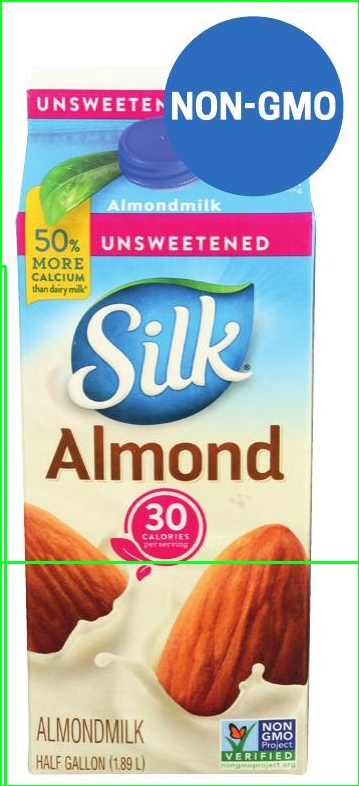 UNSWEETEN
NON-GMO
Almondmilk
UNSWEETENED
50%
MORE
CALCIUM
than dairy milk*
Silk®
Almond
30
CALORIES
per serving
ALMONDMILK
HALF GALLON (1.89 L)
NON
GMO
Project
VERIFIED
nongmoproject.org